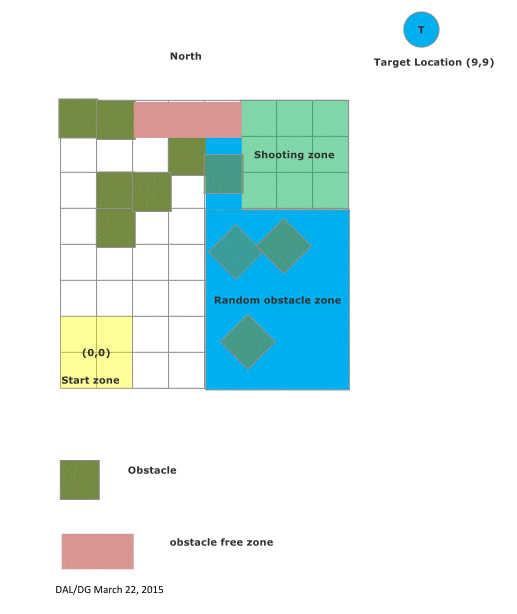 T
North
Target Location (9,9)
Shooting zone
Random obstacle zone
(0,0)
Start zone
Obstacle
obstacle free zone
DAL/DG March 22, 2015